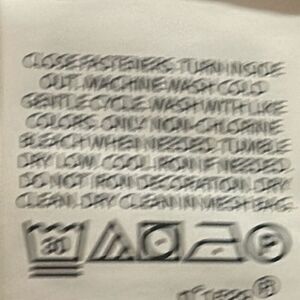 CLOSE FASTENERS. TURN INSIDE
OUT. MACHINE WASH COLD
GENTLE CYCLE. WASH WITH LIKE
COLORS. ONLY NON-CHLORINE
BLEACH WHEN NEEDED. TUMBLE
DRY LOW. COOL IRON IF NEEDED.
DO NOT IRON DECORATION. DRY
CLEAN. DRY CLEAN IN MESH BAG.
30 P